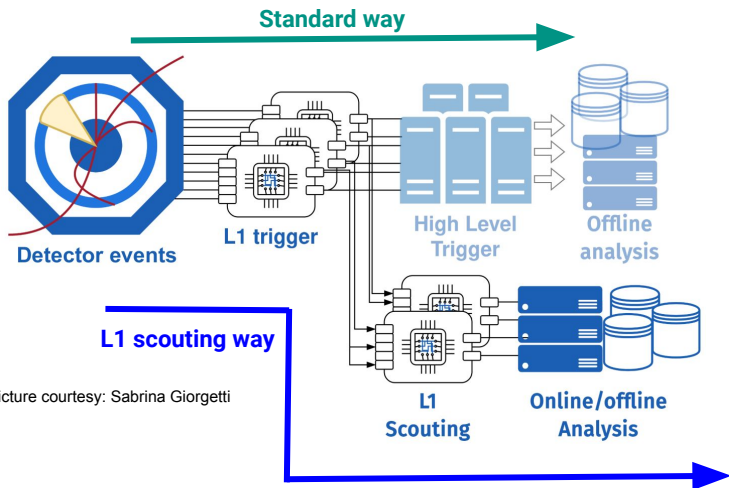 Standard way
Detector events
L1 trigger
High Level
Trigger
Offline
analysis
L1 scouting way
icture courtesy: Sabrina Giorgetti
L1
Scouting
Online/offline
Analysis